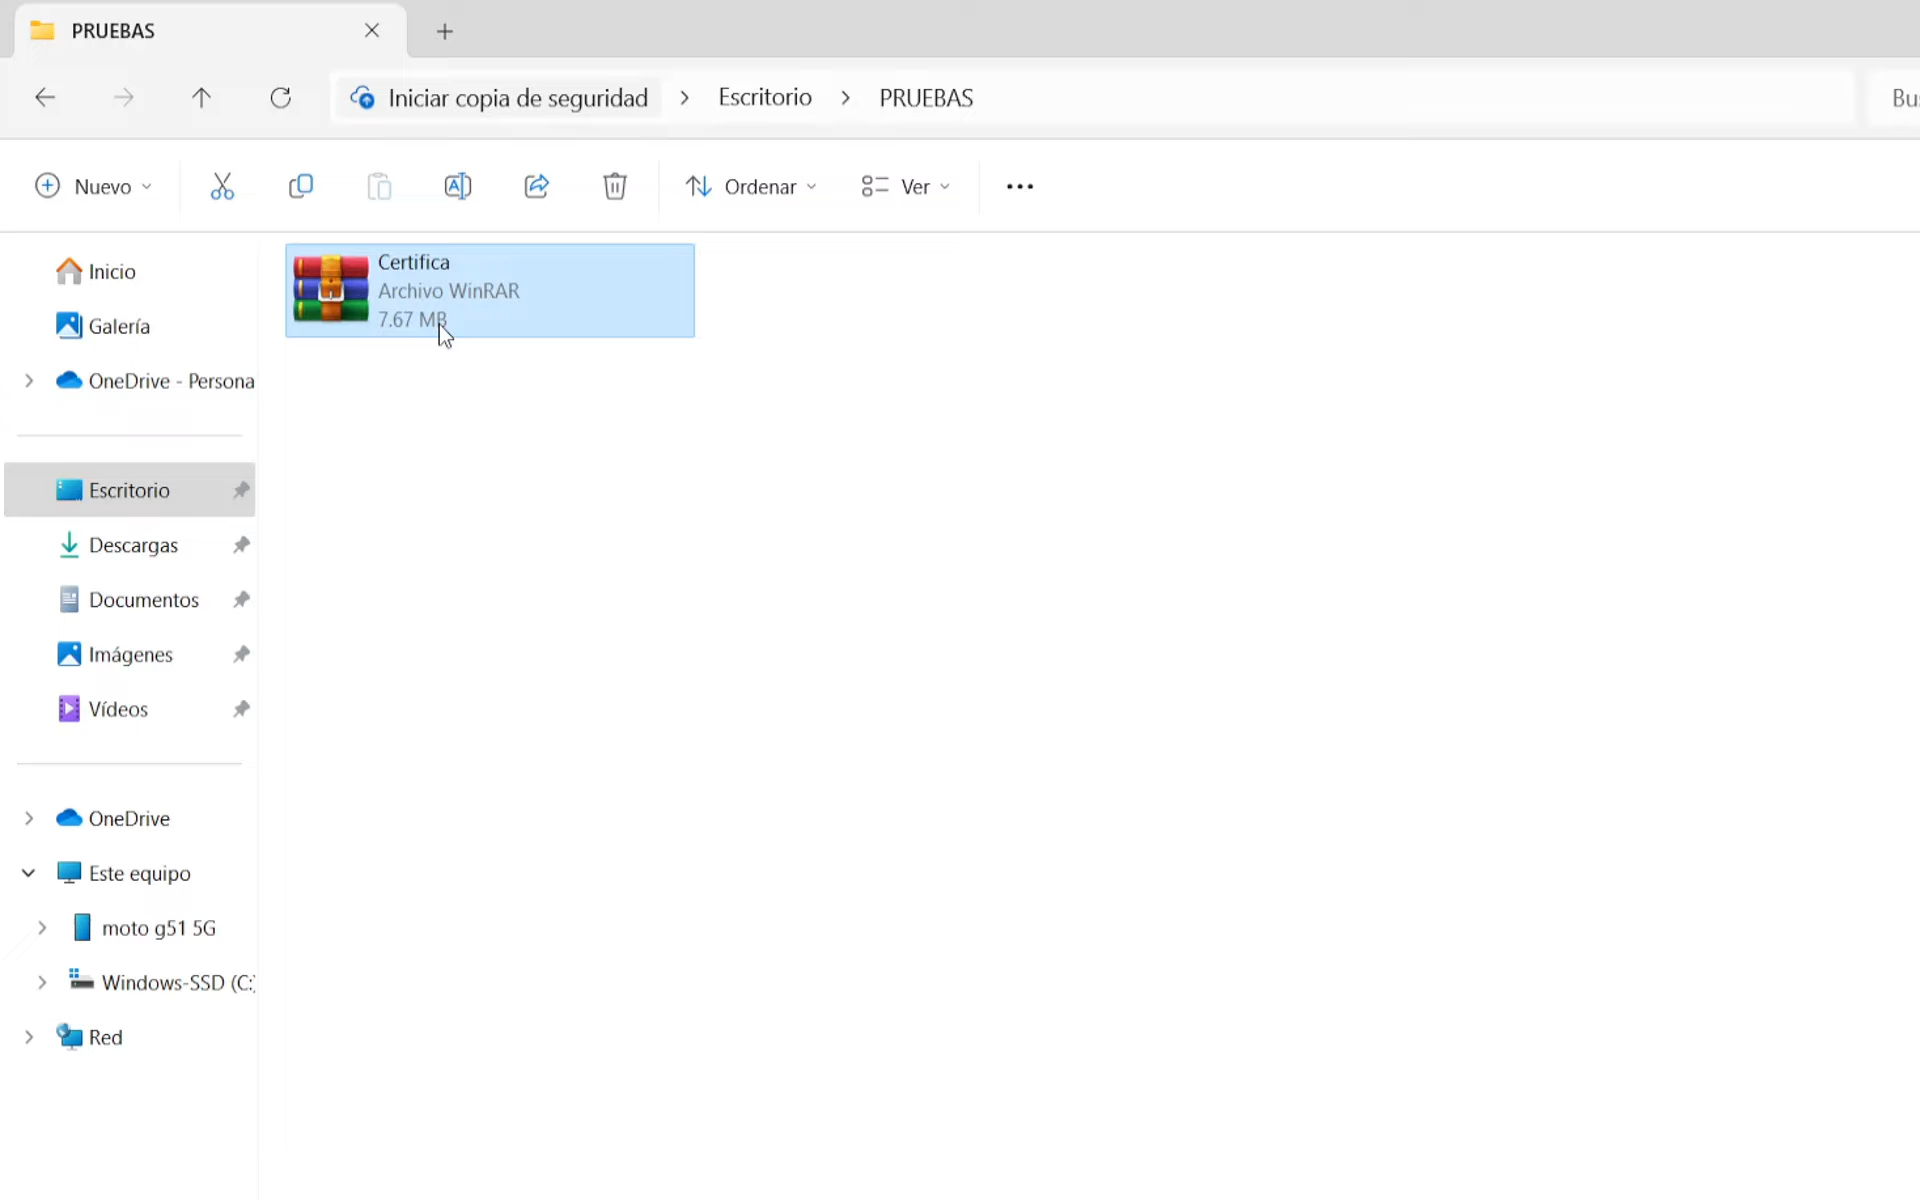 PRUEBAS
Iniciar copia de seguridad > Escritorio > PRUEBAS
Nuevo
Ordenar
Ver
Inicio
Galería
OneDrive - Persona
Escritorio
Descargas
Documentos
Imágenes
Vídeos
OneDrive
Este equipo
moto g51 5G
Windows-SSD (C:)
Red
Certifica
Archivo WinRAR
7.67 MB